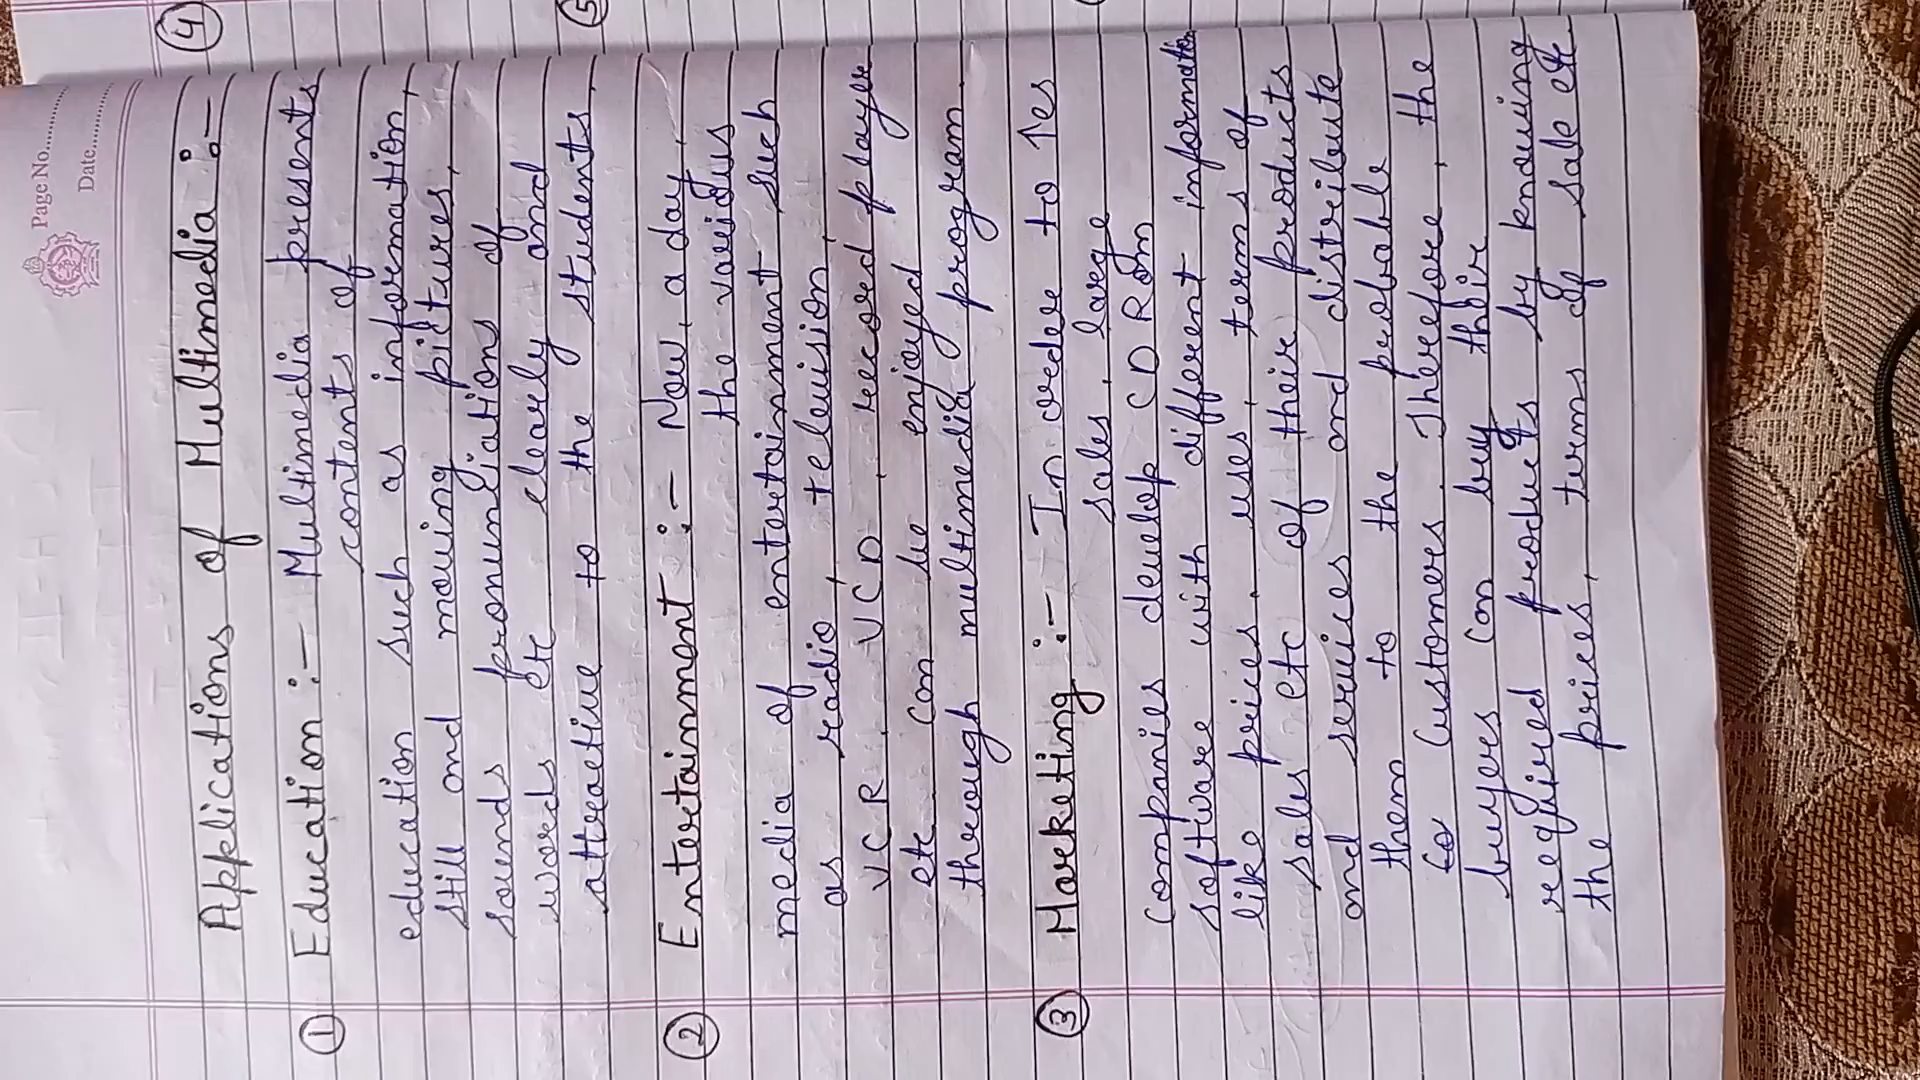 Page No..........
Date..........
Applications of Multimedia :-
① Education :- Multimedia presents
contents of
education such as information,
still and moving pictures,
sounds pronunciations of
words etc clearly and
attractive to the students.
② Entertainment :- Now, a day,
the various
media of entertainment such
as radio, television,
VCR, VCD, record player
etc can be enjoyed
through multimedia program.
③ Marketing :- In order to ↑es
sales, large
companies develop CD Rom
software with different information
like prices, uses, terms of
sales etc of their products
and services and distribute
them to the probable
to customers. Therefore, the
buyers can buy their
required products by knowing
the prices, terms of sale etc.
④
⑤